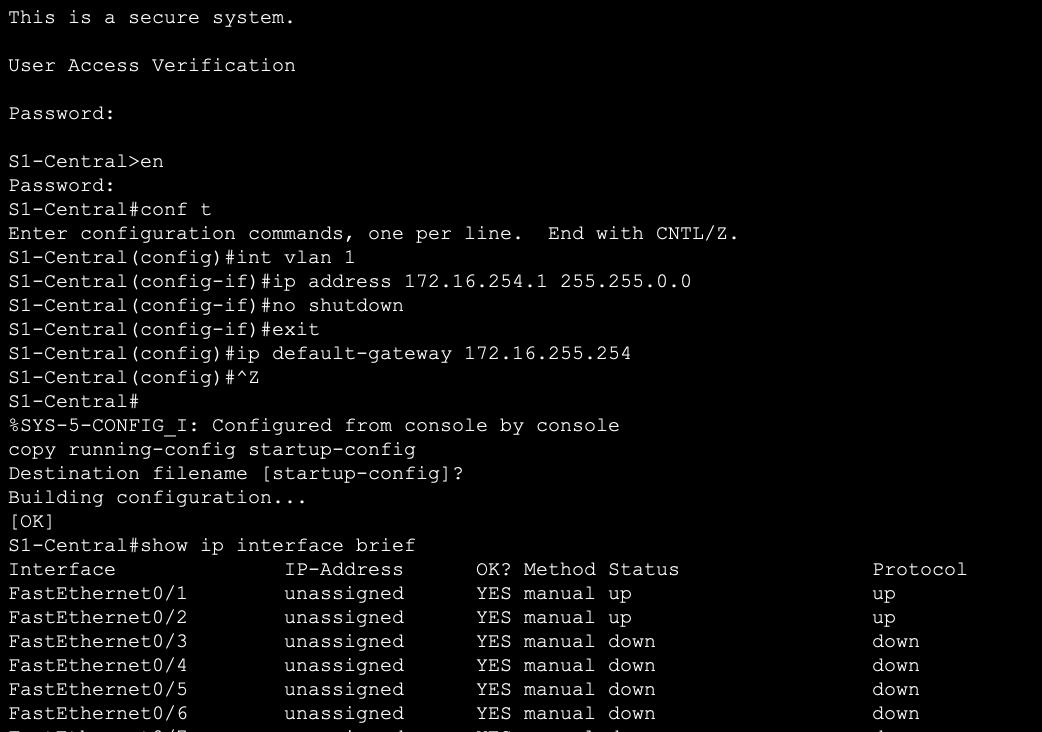 This is a secure system.
User Access Verification
Password:
S1-Central>en
Password:
S1-Central#conf t
Enter configuration commands, one per line.  End with CNTL/Z.
S1-Central(config)#int vlan 1
S1-Central(config-if)#ip address 172.16.254.1 255.255.0.0
S1-Central(config-if)#no shutdown
S1-Central(config-if)#exit
S1-Central(config)#ip default-gateway 172.16.255.254
S1-Central(config)#^Z
S1-Central#
%SYS-5-CONFIG_I: Configured from console by console
copy running-config startup-config
Destination filename [startup-config]?
Building configuration...
[OK]
S1-Central#show ip interface brief
Interface              IP-Address      OK? Method Status                Protocol
FastEthernet0/1        unassigned      YES manual up                    up
FastEthernet0/2        unassigned      YES manual up                    up
FastEthernet0/3        unassigned      YES manual down                  down
FastEthernet0/4        unassigned      YES manual down                  down
FastEthernet0/5        unassigned      YES manual down                  down
FastEthernet0/6        unassigned      YES manual down                  down